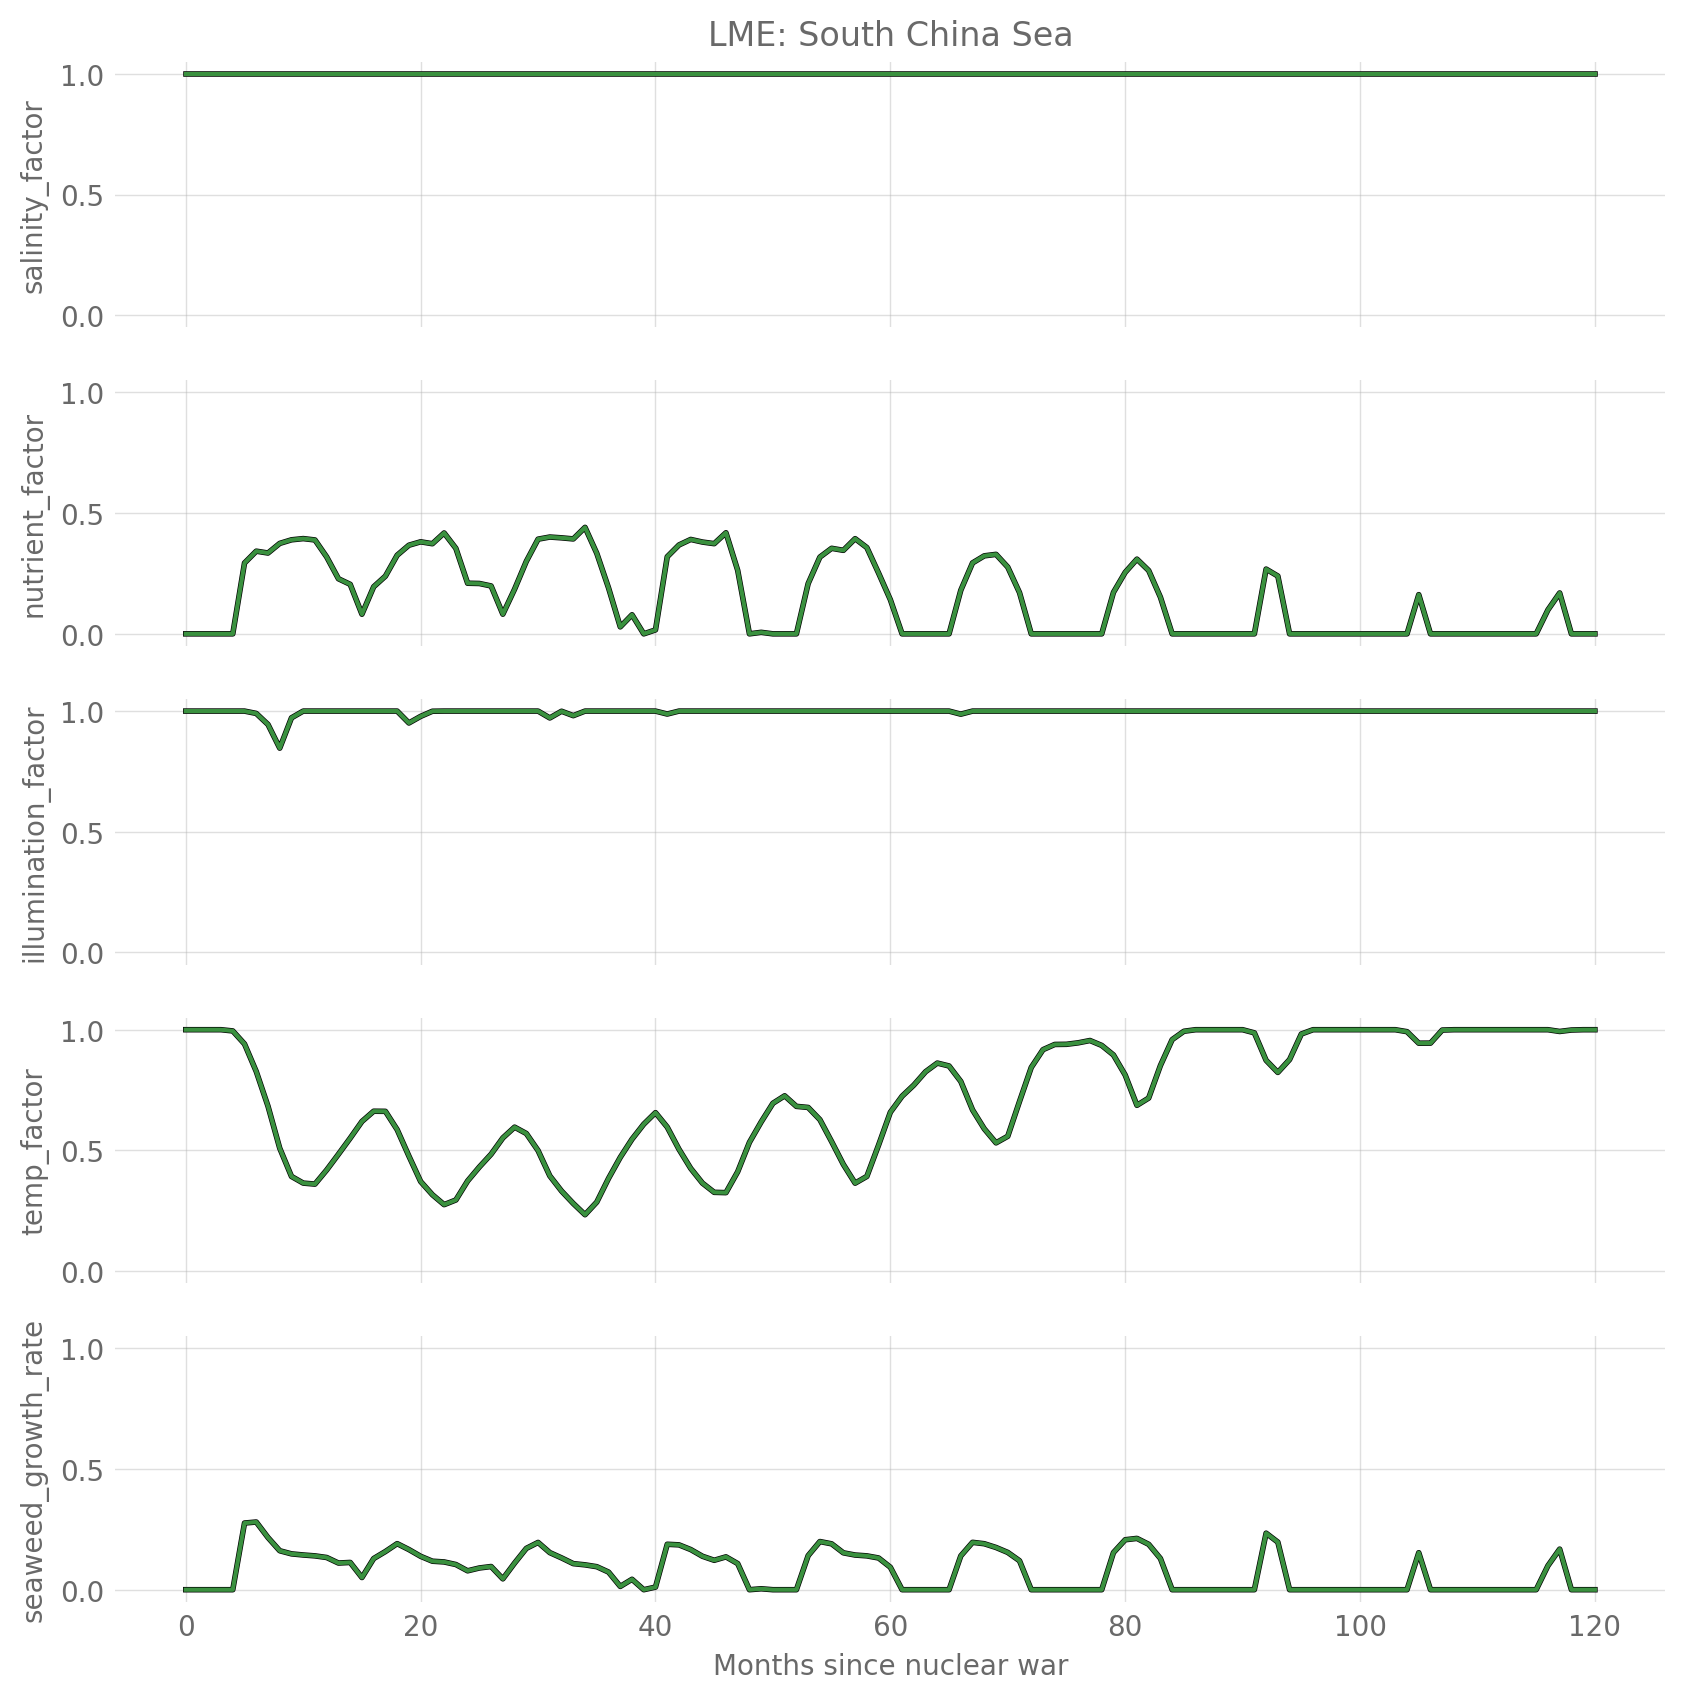 LME: South China Sea
salinity_factor
1.0
0.5
0.0
nutrient_factor
1.0
0.5
0.0
illumination_factor
1.0
0.5
0.0
temp_factor
1.0
0.5
0.0
seaweed_growth_rate
1.0
0.5
0.0
0 20 40 60 80 100 120
Months since nuclear war